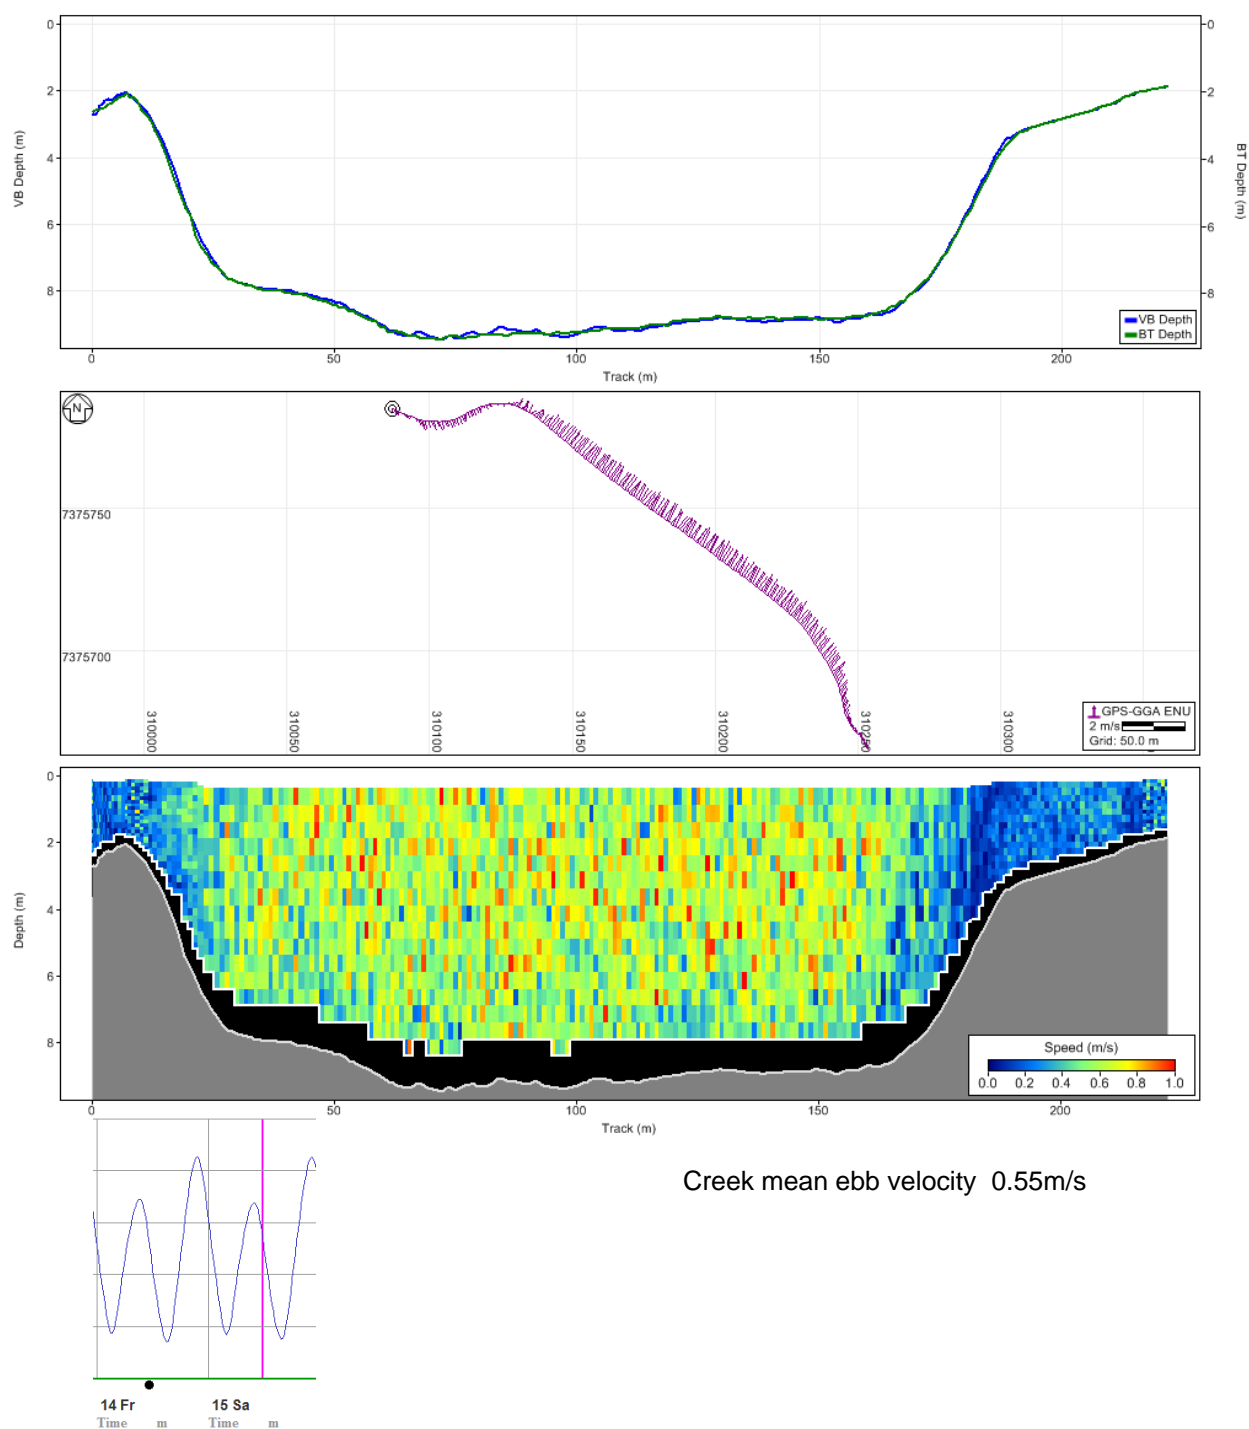 0
0
2
2
4
4
6
6
8
8
VB Depth (m)
BT Depth (m)
VB Depth
BT Depth
0
50
100
150
200
Track (m)
N
7375750
7375700
310000
310050
310100
310150
310200
310250
310300
GPS-GGA ENU
2 m/s
Grid: 50.0 m
0
2
4
6
8
Depth (m)
Speed (m/s)
0.0 0.2 0.4 0.6 0.8 1.0
0
50
100
150
200
Track (m)
Creek mean ebb velocity 0.55m/s
14 Fr 15 Sa
Time m Time m